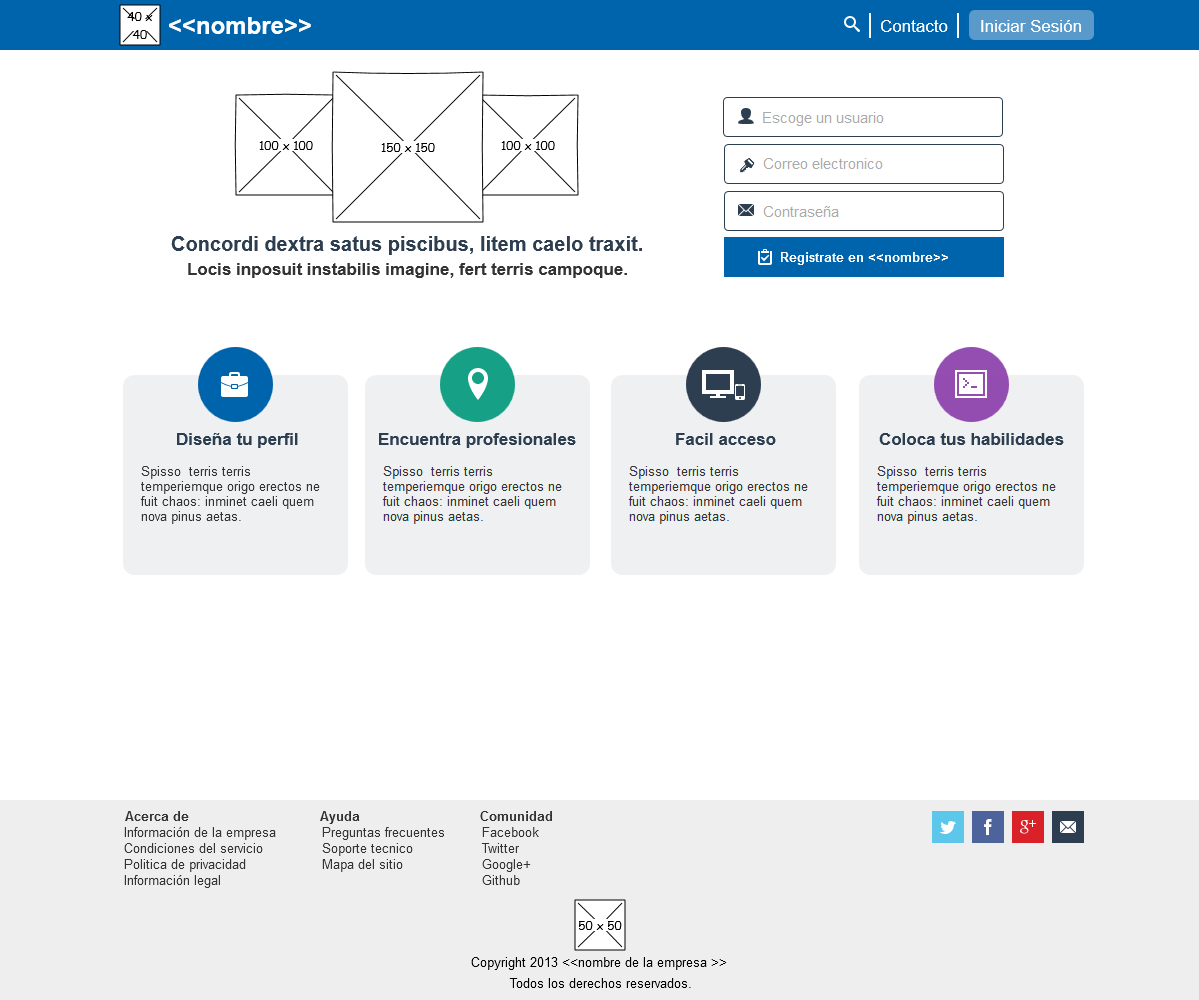 40 x
40
<<nombre>>
Contacto
Iniciar Sesión
100 x 100
150 x 150
100 x 100
Concordi dextra satus piscibus, litem caelo traxit.
Locis inposuit instabilis imagine, fert terris campoque.
Escoge un usuario
Correo electronico
Contraseña
Registrate en <<nombre>>
Diseña tu perfil
Spisso  terris terris
temperiemque origo erectos ne
fuit chaos: inminet caeli quem
nova pinus aetas.
Encuentra profesionales
Spisso  terris terris
temperiemque origo erectos ne
fuit chaos: inminet caeli quem
nova pinus aetas.
Facil acceso
Spisso  terris terris
temperiemque origo erectos ne
fuit chaos: inminet caeli quem
nova pinus aetas.
Coloca tus habilidades
Spisso  terris terris
temperiemque origo erectos ne
fuit chaos: inminet caeli quem
nova pinus aetas.
Acerca de
Información de la empresa
Condiciones del servicio
Politica de privacidad
Información legal
Ayuda
Preguntas frecuentes
Soporte tecnico
Mapa del sitio
Comunidad
Facebook
Twitter
Google+
Github
f
g+
50 x 50
Copyright 2013 <<nombre de la empresa >>
Todos los derechos reservados.